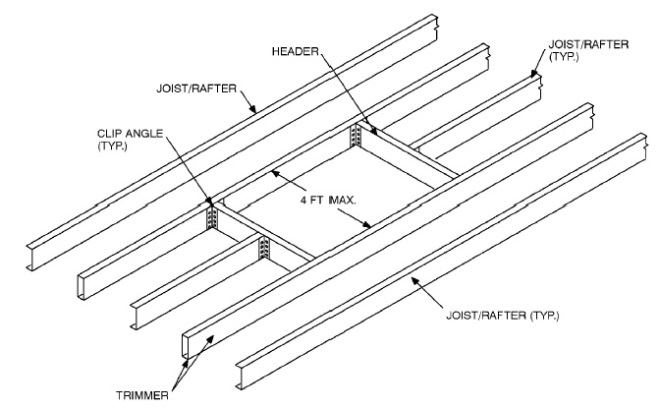 HEADER
JOIST/RAFTER
(TYP.)
JOIST/RAFTER
CLIP ANGLE
(TYP.)
4 FT MAX.
JOIST/RAFTER (TYP.)
TRIMMER